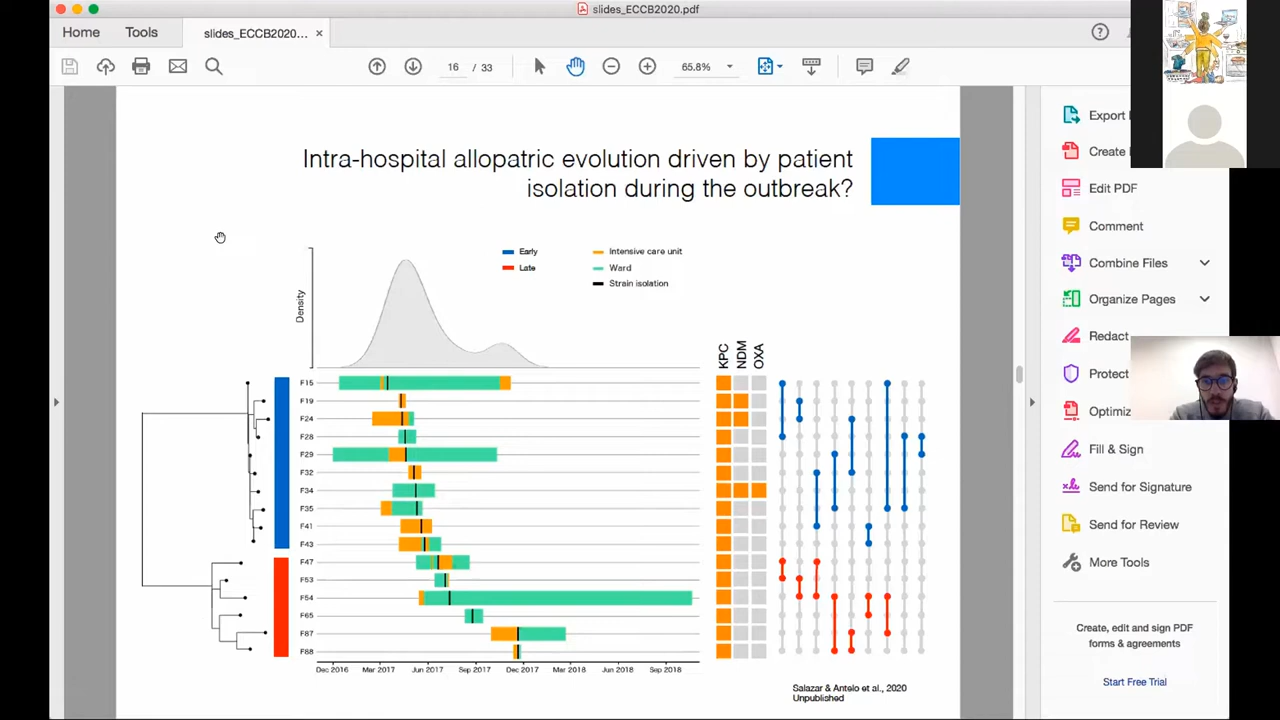 slides_ECCB2020.pdf
Home
Tools
slides_ECCB2020...
16 / 33
65.8%
Intra-hospital allopatric evolution driven by patient
isolation during the outbreak?
Early
Late
Intensive care unit
Ward
Strain isolation
Density
KPC
NDM
OXA
F15
F19
F24
F28
F29
F32
F34
F35
F41
F43
F47
F53
F54
F65
F87
F88
Dec 2016
Mar 2017
Jun 2017
Sep 2017
Dec 2017
Mar 2018
Jun 2018
Sep 2018
Salazar & Antelo et al., 2020
Unpublished
Export
Create
Edit PDF
Comment
Combine Files
Organize Pages
Redact
Protect
Optimiz
Fill & Sign
Send for Signature
Send for Review
More Tools
Create, edit and sign PDF
forms & agreements
Start Free Trial